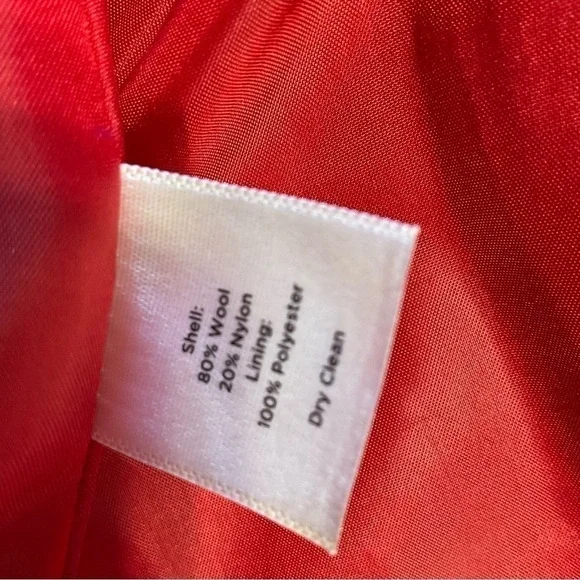 Shell:
80% Wool
20% Nylon
Lining:
100% Polyester
Dry Clean